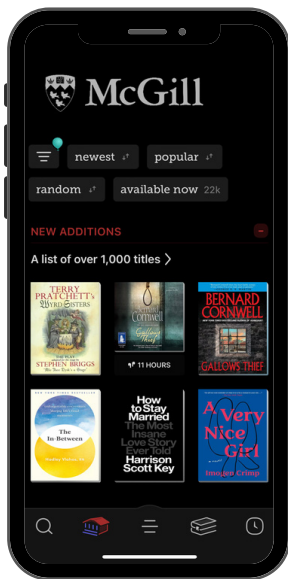 McGill
newest
popular
random
available now 22k
NEW ADDITIONS
A list of over 1,000 titles
TERRY
PRATCHETT's
WYRD SISTERS
STEPHEN BRIGGS
Cornwell
Gallows
Thief
11 HOURS
BERNARD
CORNWELL
GALLOWS THIEF
The
In-Between
How
to Stay
Married
The Most
Insane
Love Story
Ever Told
Harrison
Scott Key
A
Very
Nice
Girl
Imogen Crimp